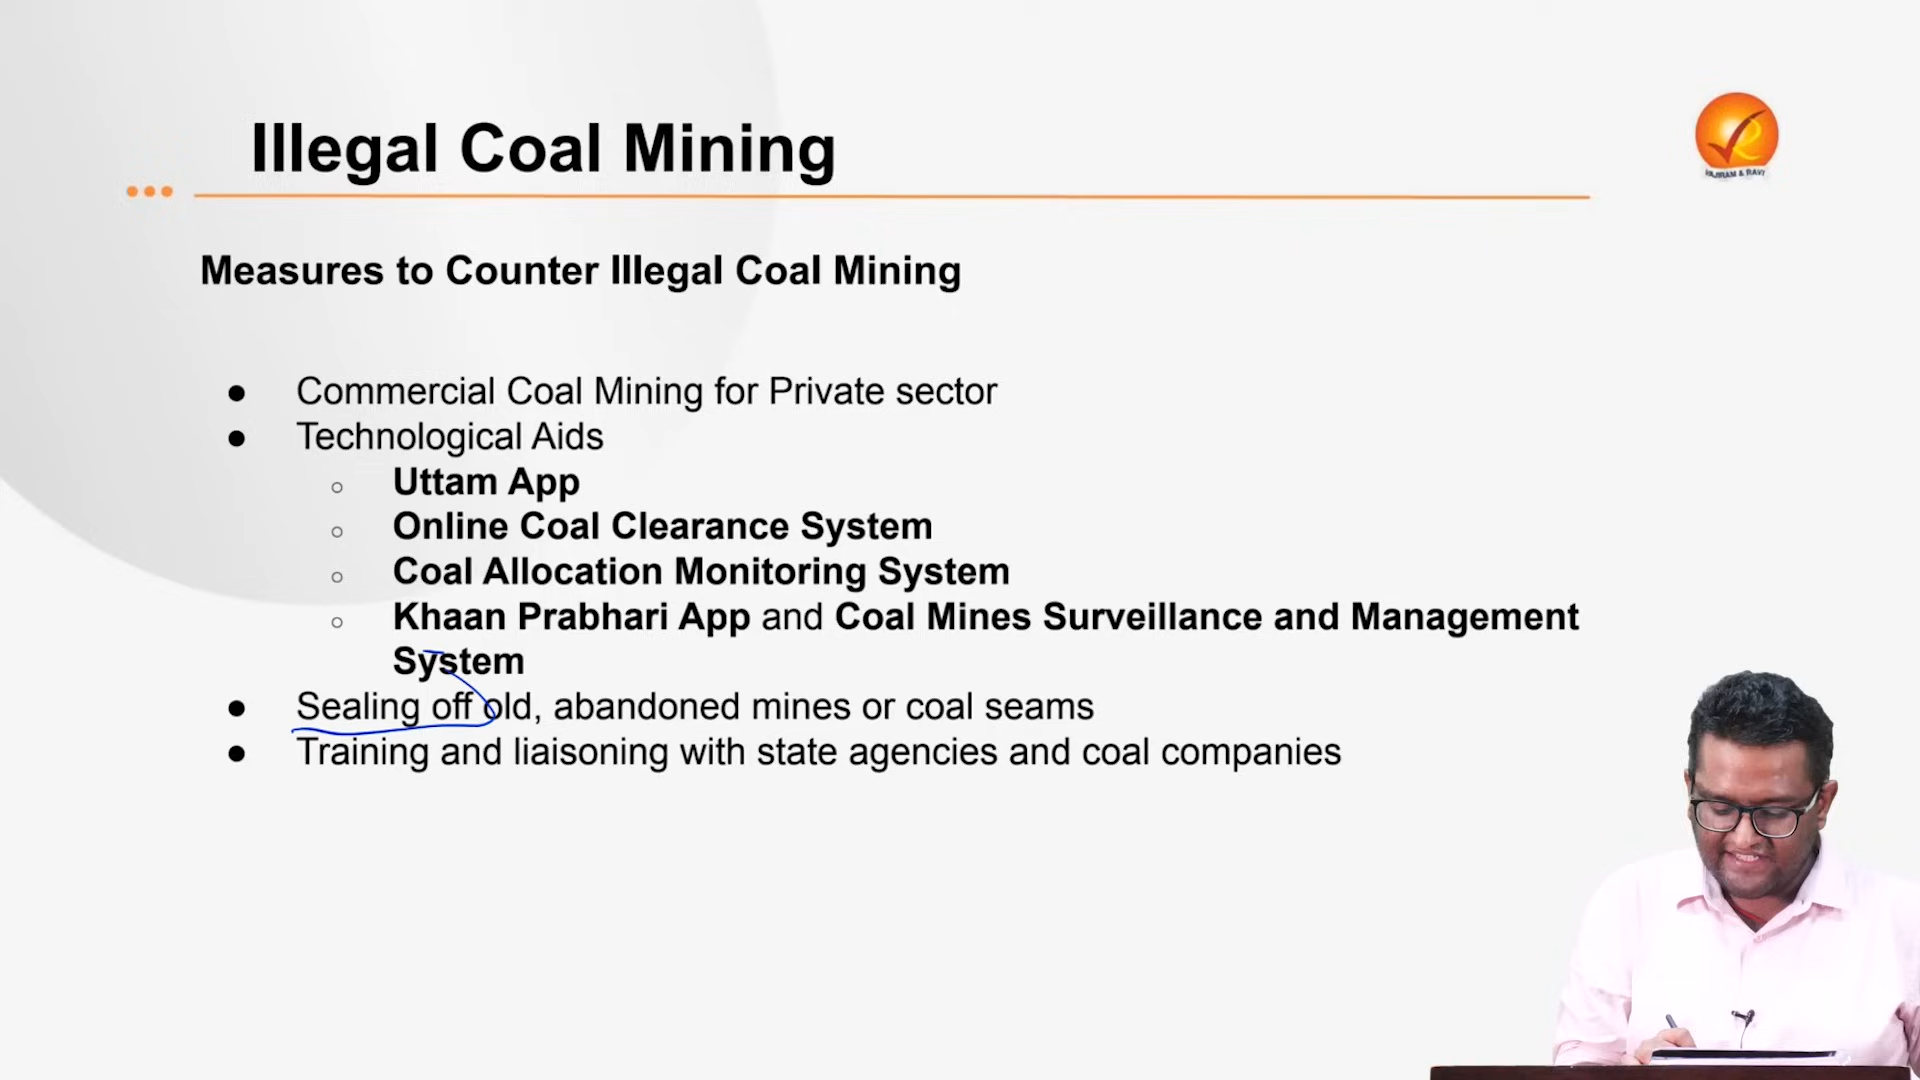 Illegal Coal Mining
VAJIRAM & RAVI
Measures to Counter Illegal Coal Mining
● Commercial Coal Mining for Private sector
● Technological Aids
○ Uttam App
○ Online Coal Clearance System
○ Coal Allocation Monitoring System
○ Khaan Prabhari App and Coal Mines Surveillance and Management
System
● Sealing off old, abandoned mines or coal seams
● Training and liaisoning with state agencies and coal companies